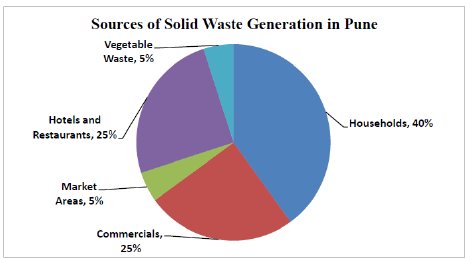 Sources of Solid Waste Generation in Pune
Vegetable
Waste, 5%
Households, 40%
Hotels and
Restaurants, 25%
Market
Areas, 5%
Commercials,
25%